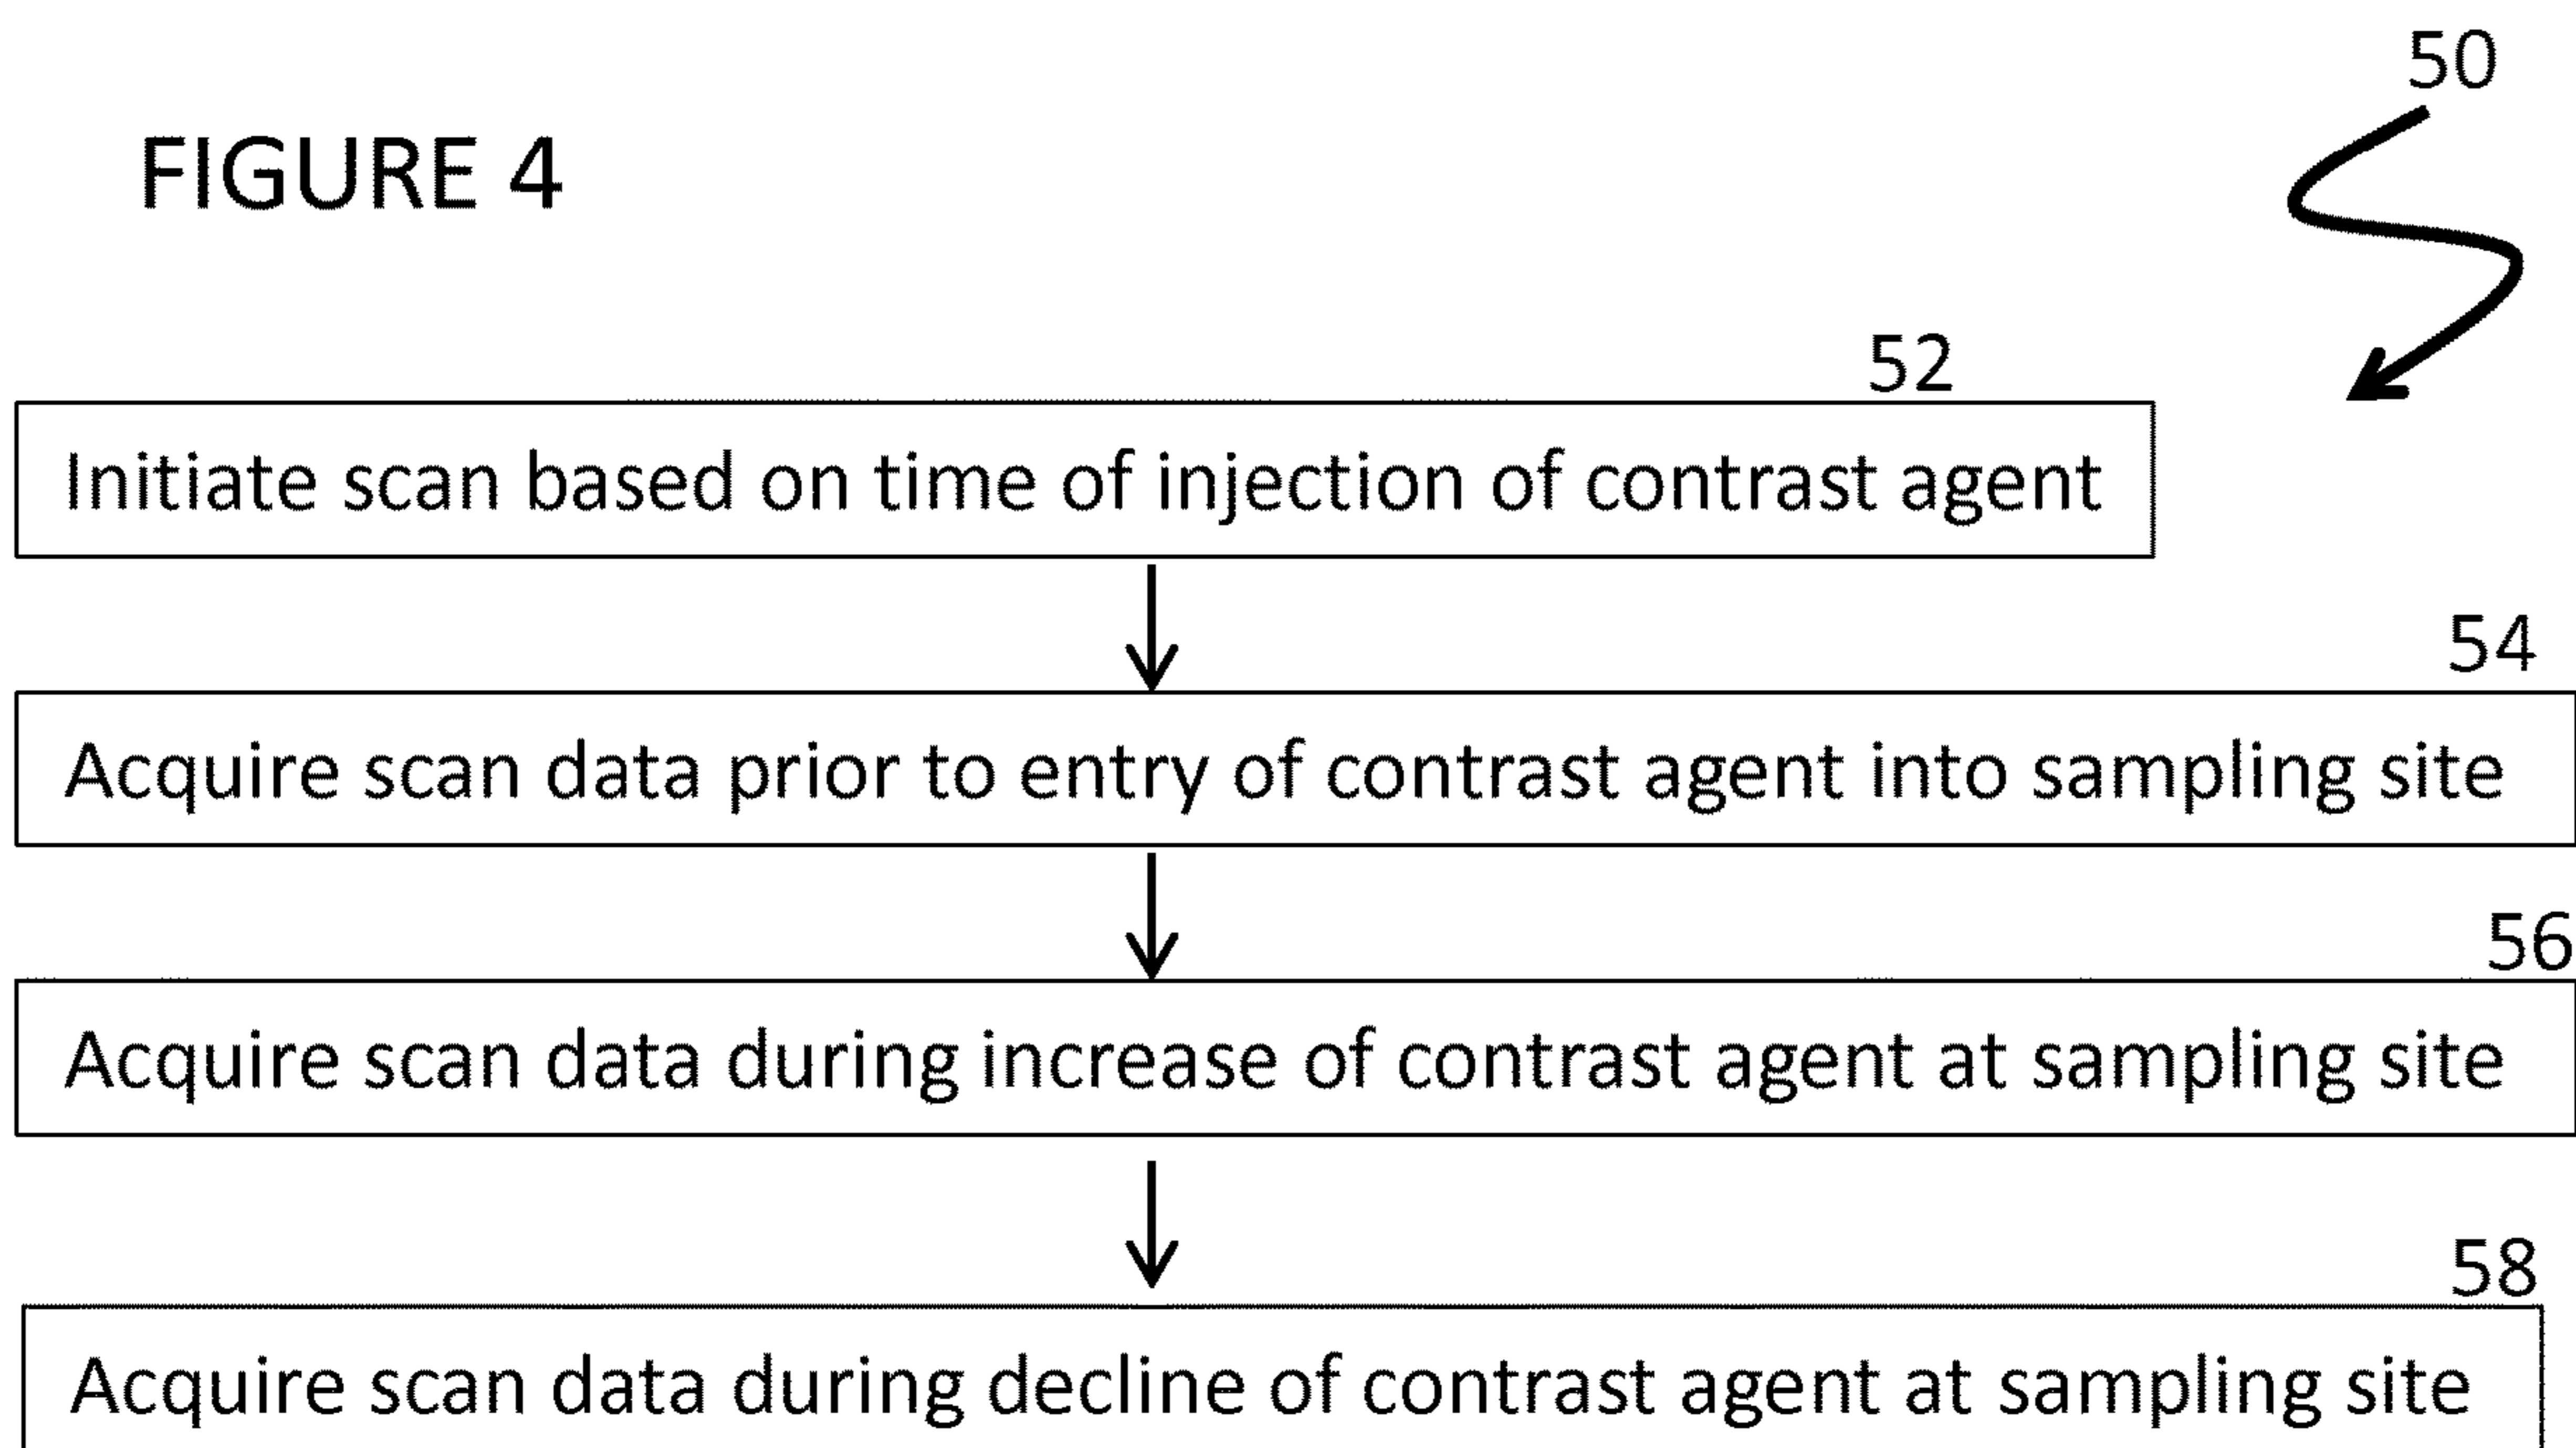 50
FIGURE 4
52
Initiate scan based on time of injection of contrast agent
54
Acquire scan data prior to entry of contrast agent into sampling site
56
Acquire scan data during increase of contrast agent at sampling site
58
Acquire scan data during decline of contrast agent at sampling site